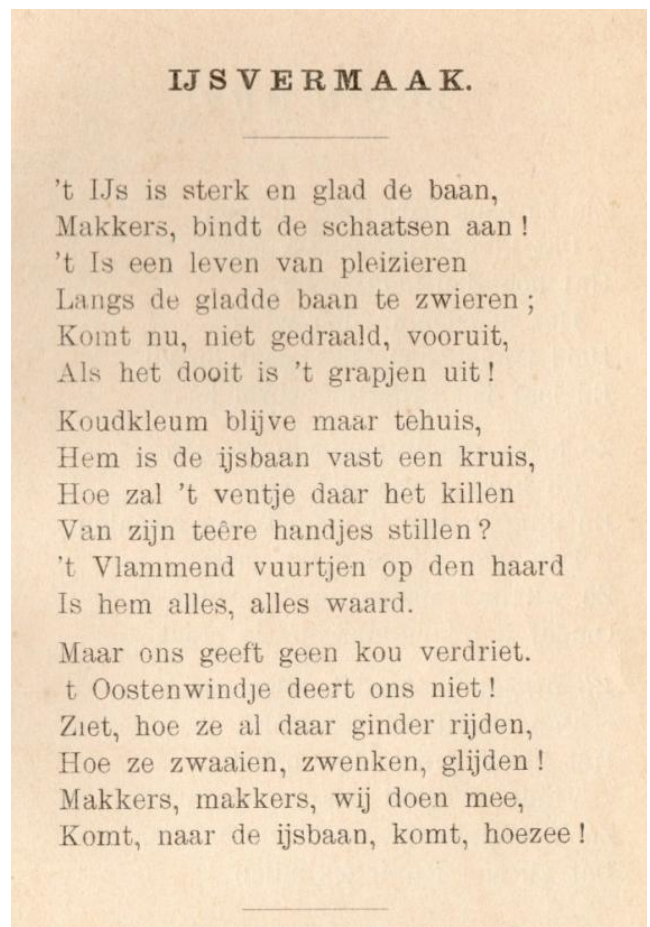 IJSVERMAAK.
't IJs is sterk en glad de baan,
Makkers, bindt de schaatsen aan!
't Is een leven van pleizieren
Langs de gladde baan te zwieren;
Komt nu, niet gedraald, vooruit,
Als het dooit is 't grapjen uit!
Koudkleum blijve maar tehuis,
Hem is de ijsbaan vast een kruis,
Hoe zal 't ventje daar het killen
Van zijn teêre handjes stillen?
't Vlammend vuurtjen op den haard
Is hem alles, alles waard.
Maar ons geeft geen kou verdriet.
t Oostenwindje deert ons niet!
Ziet, hoe ze al daar ginder rijden,
Hoe ze zwaaien, zwenken, glijden!
Makkers, makkers, wij doen mee,
Komt, naar de ijsbaan, komt, hoezee!